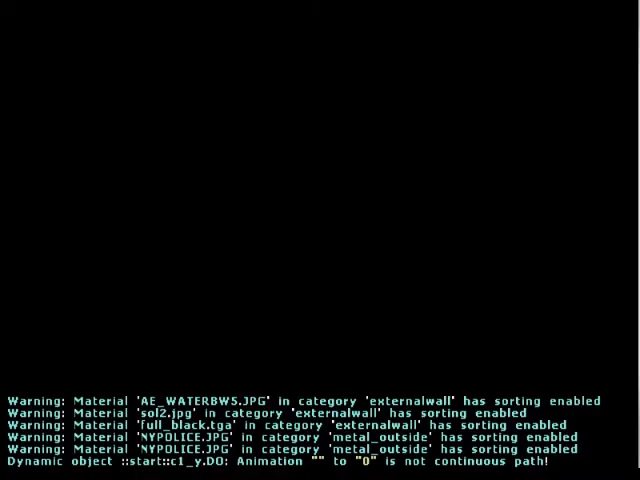 Warning: Material 'AE_WATERBW5.JPG' in category 'externalwall' has sorting enabled
Warning: Material 'sol2.jpg' in category 'externalwall' has sorting enabled
Warning: Material 'full_black.tga' in category 'externalwall' has sorting enabled
Warning: Material 'NYPOLICE.JPG' in category 'metal_outside' has sorting enabled
Warning: Material 'NYPOLICE.JPG' in category 'metal_outside' has sorting enabled
Dynamic object ::start::c1_y.DO: Animation "" to "0" is not continuous path!